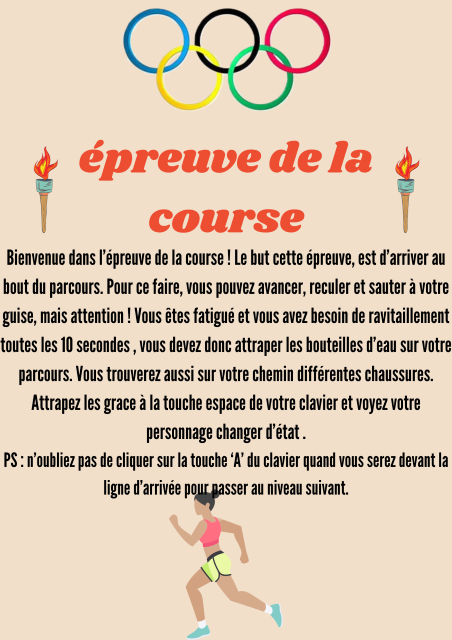 épreuve de la
course
Bienvenue dans l'épreuve de la course ! Le but cette épreuve, est d'arriver au
bout du parcours. Pour ce faire, vous pouvez avancer, reculer et sauter à votre
guise, mais attention ! Vous êtes fatigué et vous avez besoin de ravitaillement
toutes les 10 secondes , vous devez donc attraper les bouteilles d'eau sur votre
parcours. Vous trouverez aussi sur votre chemin différentes chaussures.
Attrapez les grace à la touche espace de votre clavier et voyez votre
personnage changer d'état .
PS : n'oubliez pas de cliquer sur la touche ‘A’ du clavier quand vous serez devant la
ligne d'arrivée pour passer au niveau suivant.